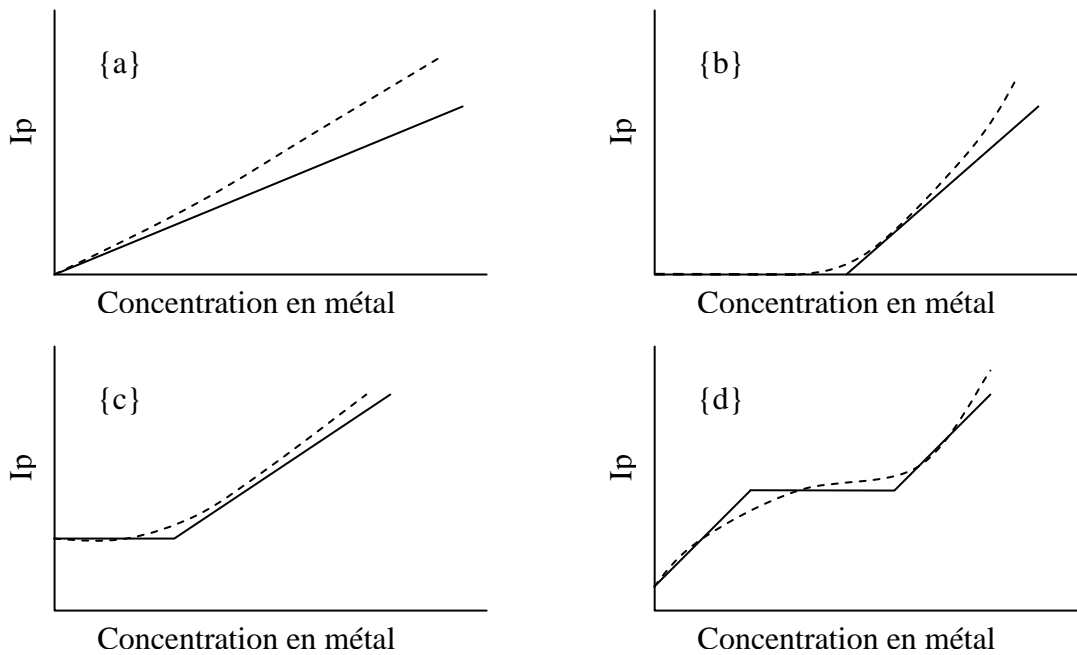 {a}
Ip
Concentration en métal
{b}
Ip
Concentration en métal
{c}
Ip
Concentration en métal
{d}
Ip
Concentration en métal